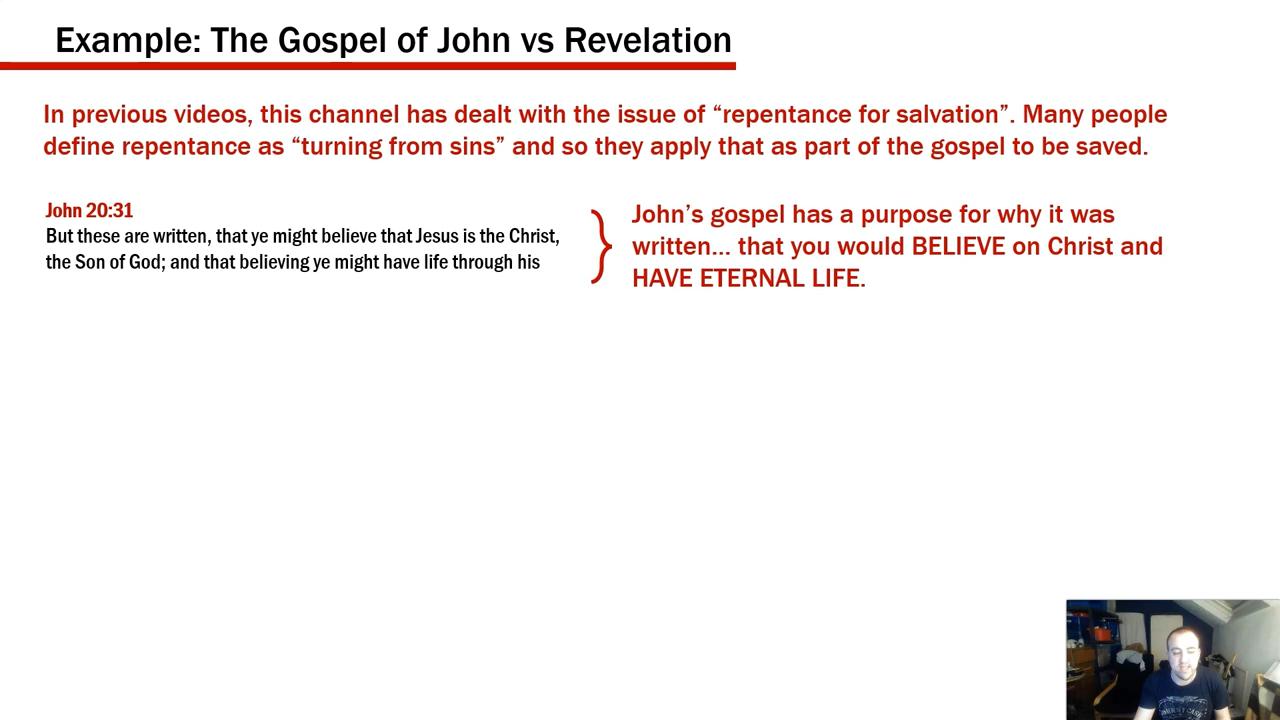 Example: The Gospel of John vs Revelation
In previous videos, this channel has dealt with the issue of “repentance for salvation”. Many people
define repentance as “turning from sins” and so they apply that as part of the gospel to be saved.
John 20:31
But these are written, that ye might believe that Jesus is the Christ,
the Son of God; and that believing ye might have life through his
John’s gospel has a purpose for why it was
written... that you would BELIEVE on Christ and
HAVE ETERNAL LIFE.